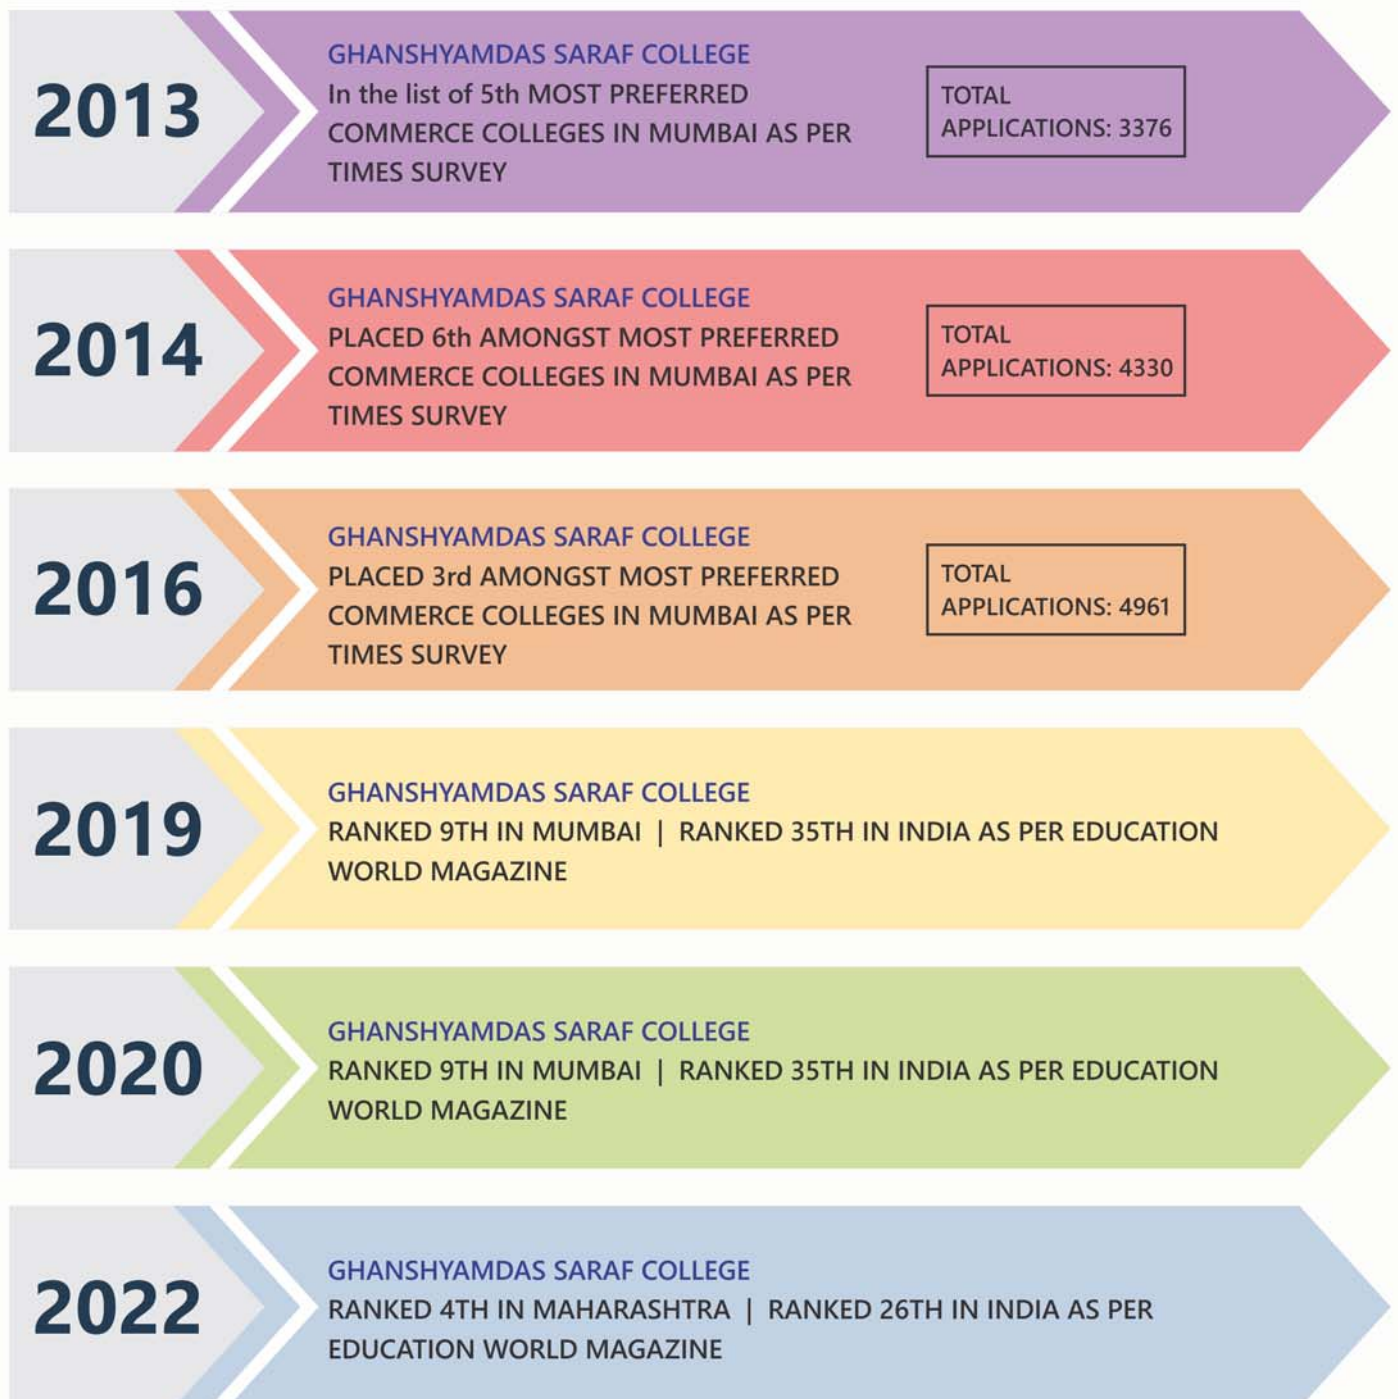 2013
GHANSHYAMDAS SARAF COLLEGE
In the list of 5th MOST PREFERRED
COMMERCE COLLEGES IN MUMBAI AS PER
TIMES SURVEY
TOTAL
APPLICATIONS: 3376
2014
GHANSHYAMDAS SARAF COLLEGE
PLACED 6th AMONGST MOST PREFERRED
COMMERCE COLLEGES IN MUMBAI AS PER
TIMES SURVEY
TOTAL
APPLICATIONS: 4330
2016
GHANSHYAMDAS SARAF COLLEGE
PLACED 3rd AMONGST MOST PREFERRED
COMMERCE COLLEGES IN MUMBAI AS PER
TIMES SURVEY
TOTAL
APPLICATIONS: 4961
2019
GHANSHYAMDAS SARAF COLLEGE
RANKED 9TH IN MUMBAI | RANKED 35TH IN INDIA AS PER EDUCATION
WORLD MAGAZINE
2020
GHANSHYAMDAS SARAF COLLEGE
RANKED 9TH IN MUMBAI | RANKED 35TH IN INDIA AS PER EDUCATION
WORLD MAGAZINE
2022
GHANSHYAMDAS SARAF COLLEGE
RANKED 4TH IN MAHARASHTRA | RANKED 26TH IN INDIA AS PER
EDUCATION WORLD MAGAZINE